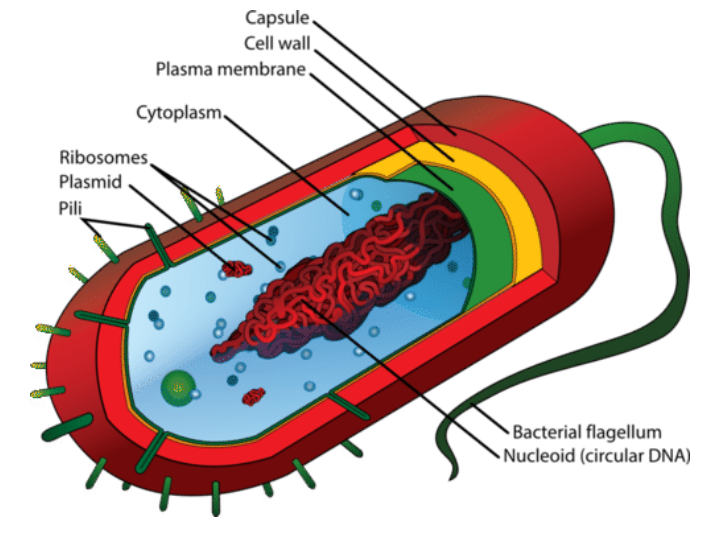 Capsule
Cell wall
Plasma membrane
Cytoplasm
Ribosomes
Plasmid
Pili
Bacterial flagellum
Nucleoid (circular DNA)